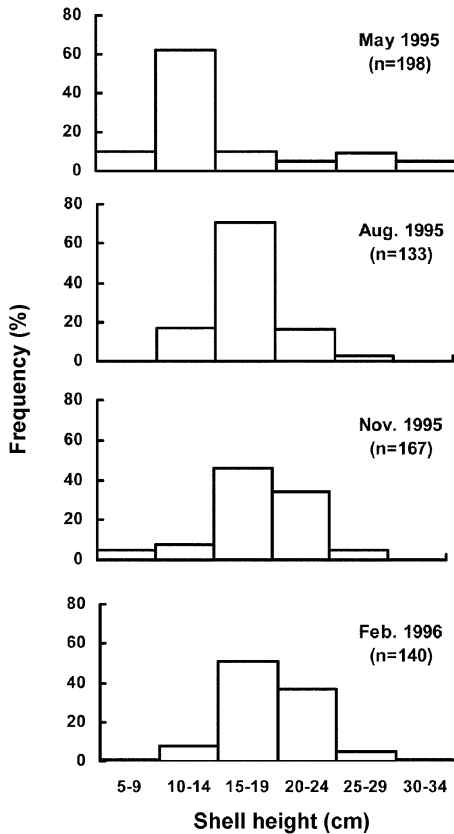 80
60
40
20
0
May 1995
(n=198)
80
60
40
20
0
Aug. 1995
(n=133)
80
60
40
20
0
Nov. 1995
(n=167)
80
60
40
20
0
Feb. 1996
(n=140)
Frequency (%)
5-9 10-14 15-19 20-24 25-29 30-34
Shell height (cm)